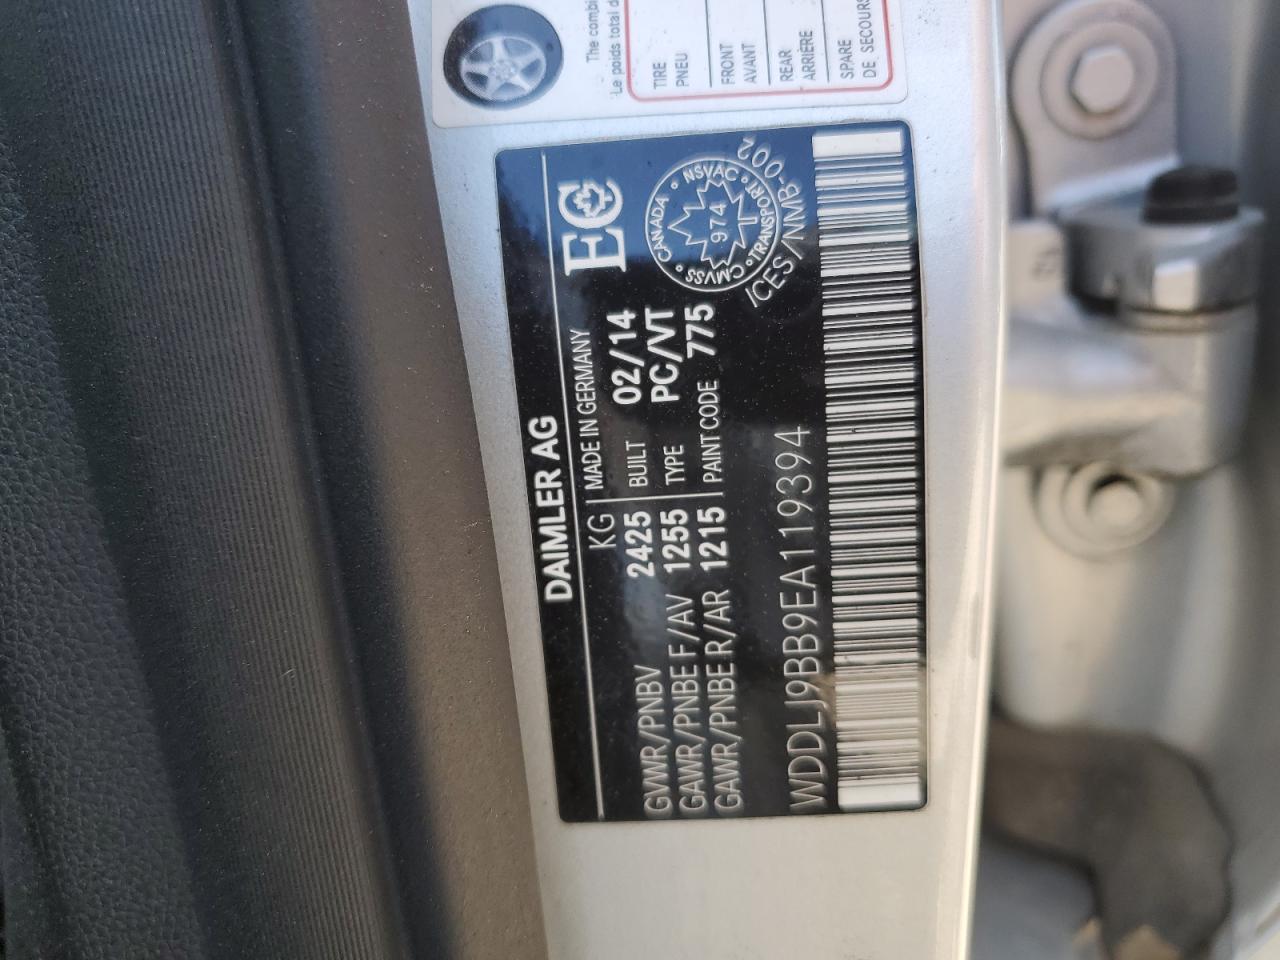 The combi
Le poids total d
TIRE
PNEU
FRONT
AVANT
REAR
ARRIÈRE
SPARE
DE SECOURS
DAIMLER AG
KG MADE IN GERMANY
GVWR/PNBV 2425 BUILT 02/14
GAWR/PNBE F/AV 1255 TYPE PC/VT
GAWR/PNBE R/AR 1215 PAINT CODE 775
EC
CANADA • NSVAC • TRANSPORT • CMVSS
974
ICES/NMB-002
WDDLJ9BB9EA119394